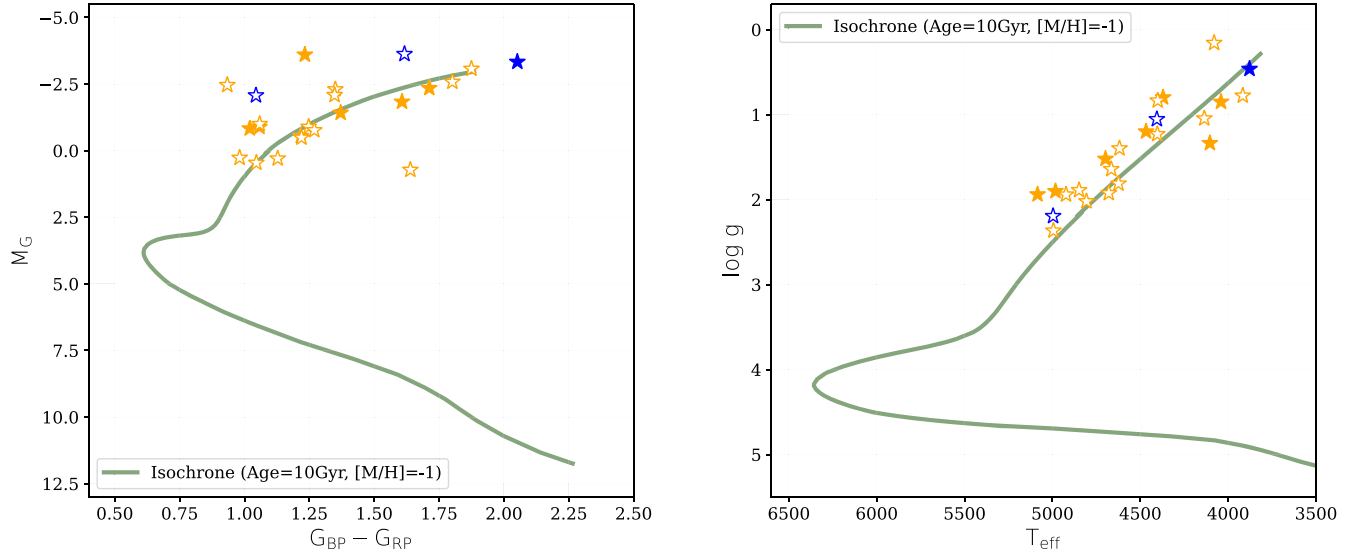 −5.0
−2.5
0.0
2.5
5.0
7.5
10.0
12.5
M_G
0.50 0.75 1.00 1.25 1.50 1.75 2.00 2.25 2.50
G_BP − G_RP
Isochrone (Age=10Gyr, [M/H]=-1)
Isochrone (Age=10Gyr, [M/H]=-1)
0
1
2
3
4
5
log g
6500 6000 5500 5000 4500 4000 3500
T_eff